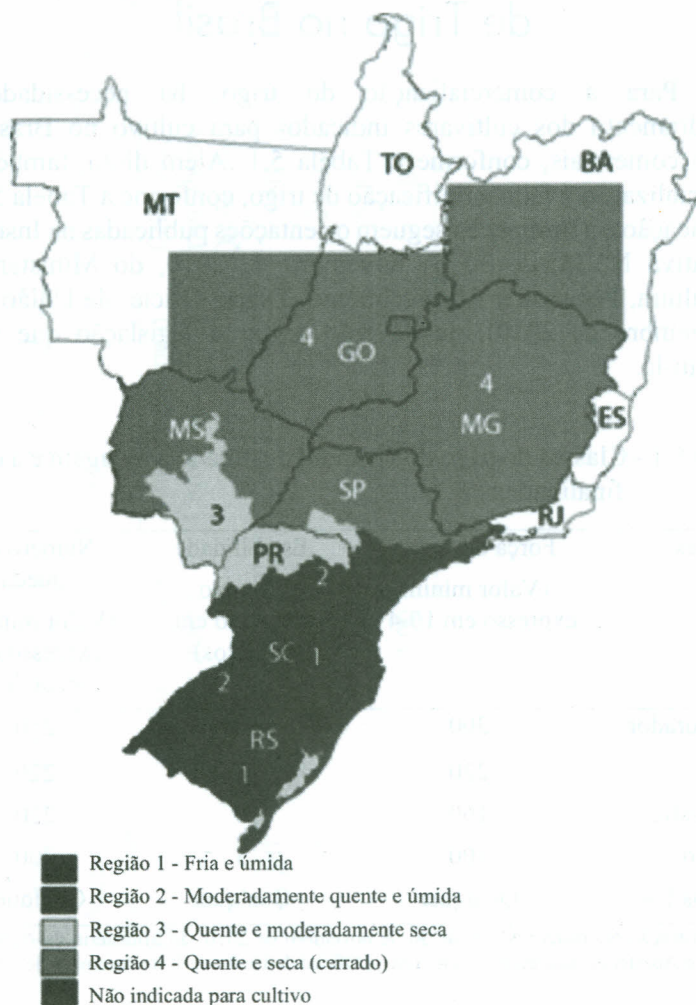 TO
BA
MT
4
GO
4
MG
ES
MS
SP
RJ
3
PR
2
SC
1
2
RS
1
Região 1 - Fria e úmida
Região 2 - Moderadamente quente e úmida
Região 3 - Quente e moderadamente seca
Região 4 - Quente e seca (cerrado)
Não indicada para cultivo